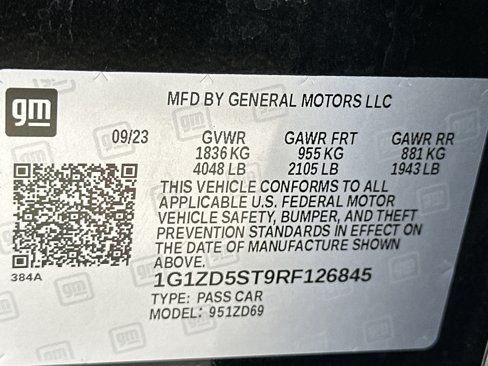 gm
MFD BY GENERAL MOTORS LLC
09/23 GVWR GAWR FRT GAWR RR
1836 KG 955 KG 881 KG
4048 LB 2105 LB 1943 LB
THIS VEHICLE CONFORMS TO ALL
APPLICABLE U.S. FEDERAL MOTOR
VEHICLE SAFETY, BUMPER, AND THEFT
PREVENTION STANDARDS IN EFFECT ON
THE DATE OF MANUFACTURE SHOWN
ABOVE.
384A
1G1ZD5ST9RF126845
TYPE: PASS CAR
MODEL: 951ZD69